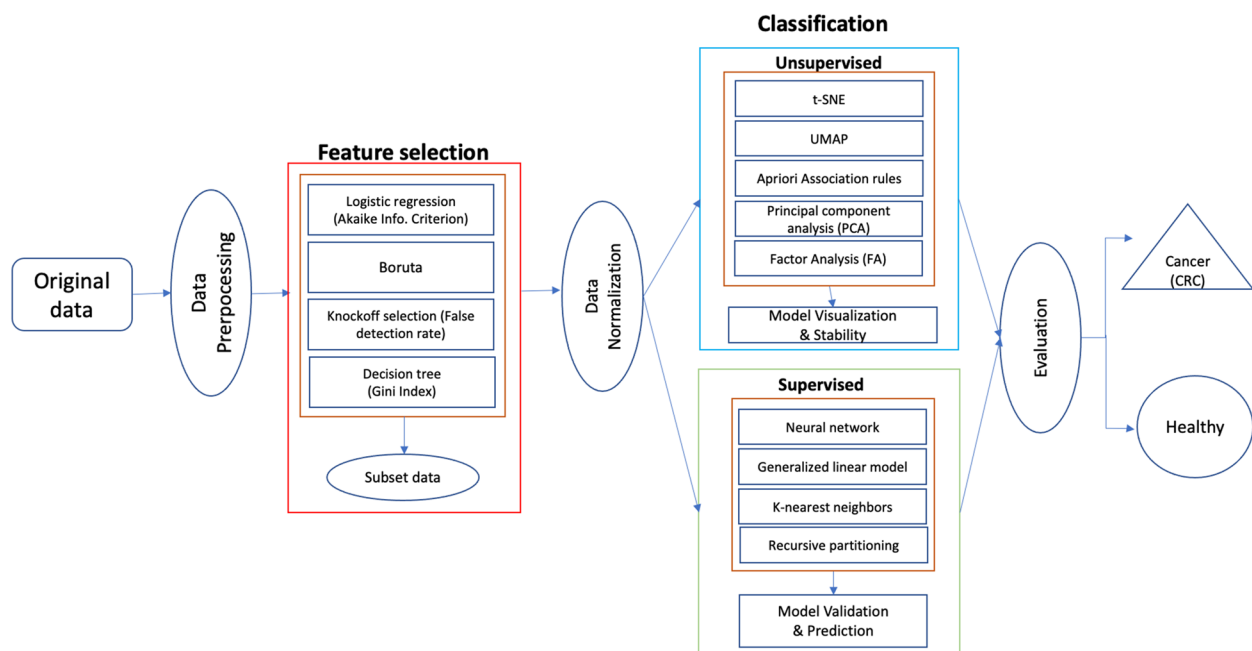 Original
data
Data
Prerpocessing
Feature selection
Logistic regression
(Akaike Info. Criterion)
Boruta
Knockoff selection (False
detection rate)
Decision tree
(Gini Index)
Subset data
Data
Normalization
Classification
Unsupervised
t-SNE
UMAP
Apriori Association rules
Principal component
analysis (PCA)
Factor Analysis (FA)
Model Visualization
& Stability
Supervised
Neural network
Generalized linear model
K-nearest neighbors
Recursive partitioning
Model Validation
& Prediction
Evaluation
Cancer
(CRC)
Healthy